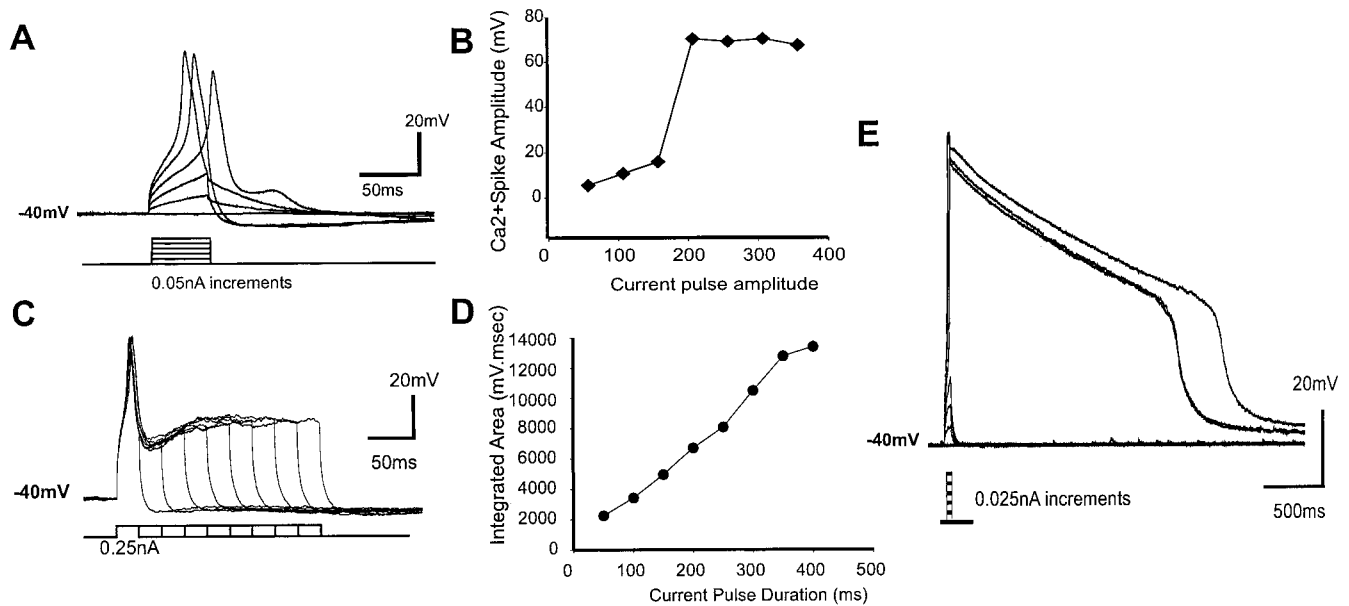 A
20mV
50ms
-40mV
0.05nA increments
B
Ca2+Spike Amplitude (mV)
80
60
40
20
0
0
100
200
300
400
Current pulse amplitude
C
20mV
50ms
-40mV
0.25nA
D
Integrated Area (mV.msec)
14000
12000
10000
8000
6000
4000
2000
0
0
100
200
300
400
500
Current Pulse Duration (ms)
E
20mV
-40mV
0.025nA increments
500ms